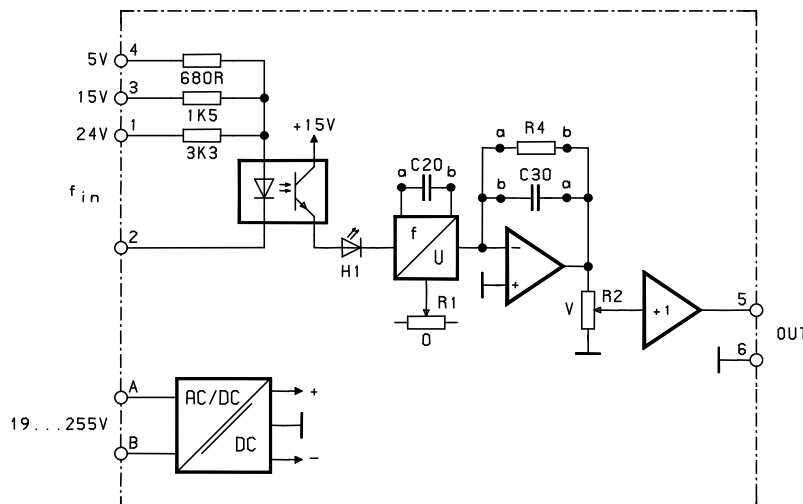 5V
4
680R
15V
3
1K5
24V
1
3K3
+15V
f in
2
H1
a
C20
b
f
U
R1
0
a
R4
b
b
C30
a
−
+
V
R2
+1
5
6
OUT
19...255V
A
B
AC/DC
DC
+
−